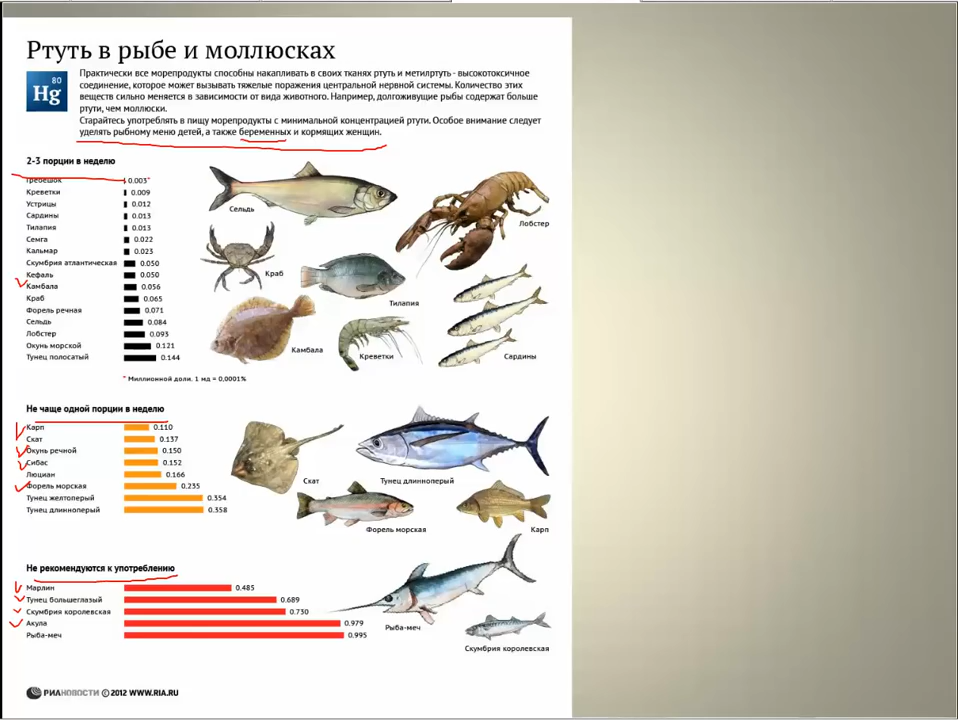 Ртуть в рыбе и моллюсках
80
Hg
Практически все морепродукты способны накапливать в своих тканях ртуть и метилртуть - высокотоксичное
соединение, которое может вызывать тяжелые поражения центральной нервной системы. Количество этих
веществ сильно меняется в зависимости от вида животного. Например, долгоживущие рыбы содержат больше
ртути, чем моллюски.
Старайтесь употреблять в пищу морепродукты с минимальной концентрацией ртути. Особое внимание следует
уделять рыбному меню детей, а также беременных и кормящих женщин.
2-3 порции в неделю
Гребешок 0.003*
Креветки 0.009
Устрицы 0.012
Сардины 0.013
Тилапия 0.013
Семга 0.022
Кальмар 0.023
Скумбрия атлантическая 0.050
Кефаль 0.050
Камбала 0.056
Краб 0.065
Форель речная 0.071
Сельдь 0.084
Лобстер 0.093
Окунь морской 0.121
Тунец полосатый 0.144
* Миллионной доли. 1 мд = 0,0001%
Сельдь
Лобстер
Краб
Тилапия
Камбала
Креветки
Сардины
Не чаще одной порции в неделю
Карп 0.110
Скат 0.137
Окунь речной 0.150
Сибас 0.152
Люциан 0.166
Форель морская 0.235
Тунец желтоперый 0.354
Тунец длинноперый 0.358
Скат
Тунец длинноперый
Форель морская
Карп
Не рекомендуются к употреблению
Марлин 0.485
Тунец большеглазый 0.689
Скумбрия королевская 0.730
Акула 0.979
Рыба-меч 0.995
Рыба-меч
Скумбрия королевская
РИАНОВОСТИ © 2012 WWW.RIA.RU